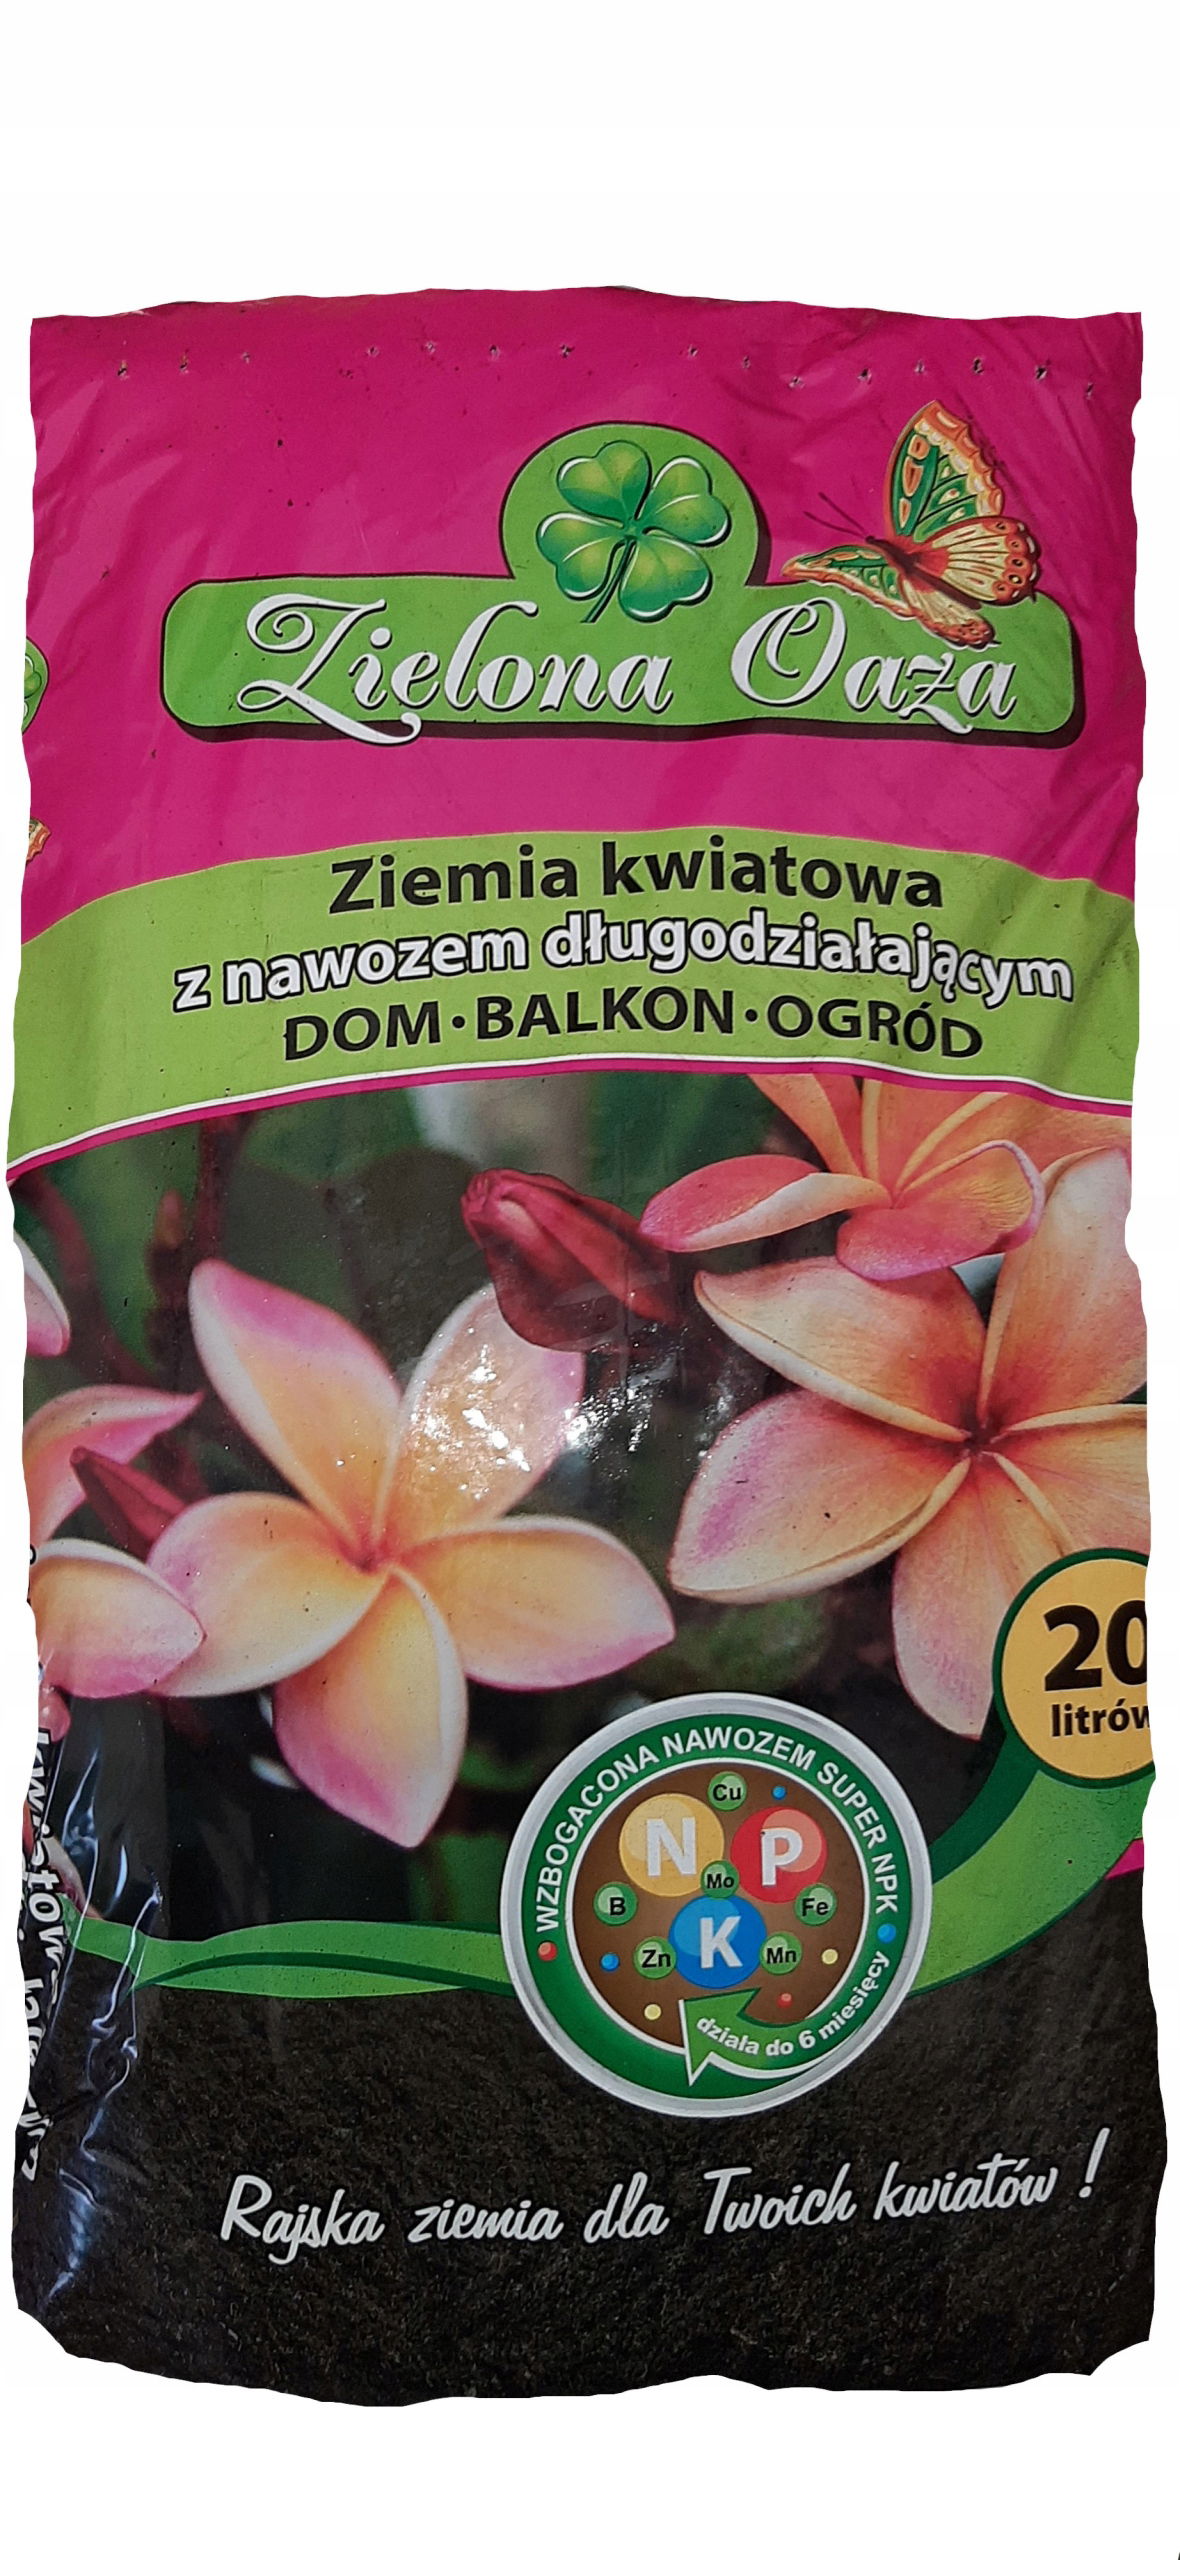 Zielona Oaza
Ziemia kwiatowa
z nawozem długodziałającym
DOM • BALKON • OGRÓD
20
litrów
WZBOGACONA NAWOZEM SUPER NPK
Cu
N P
Mo
B Fe
K
Zn Mn
działa do 6 miesięcy
Rajska ziemia dla Twoich kwiatów !